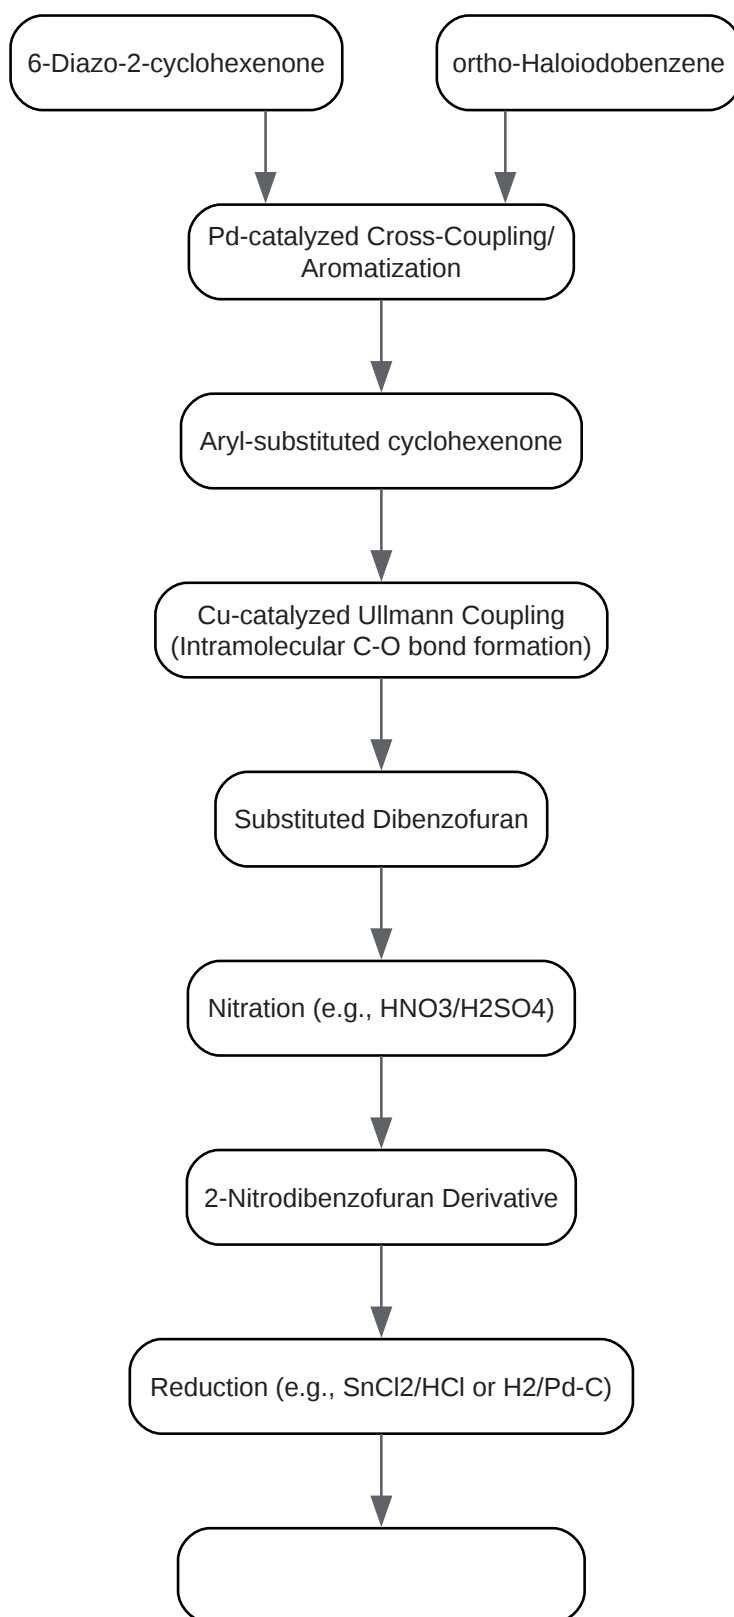 6-Diazo-2-cyclohexenone
ortho-Haloiodobenzene
Pd-catalyzed Cross-Coupling/
Aromatization
Aryl-substituted cyclohexenone
Cu-catalyzed Ullmann Coupling
(Intramolecular C-O bond formation)
Substituted Dibenzofuran
Nitration (e.g., HNO3/H2SO4)
2-Nitrodibenzofuran Derivative
Reduction (e.g., SnCl2/HCl or H2/Pd-C)